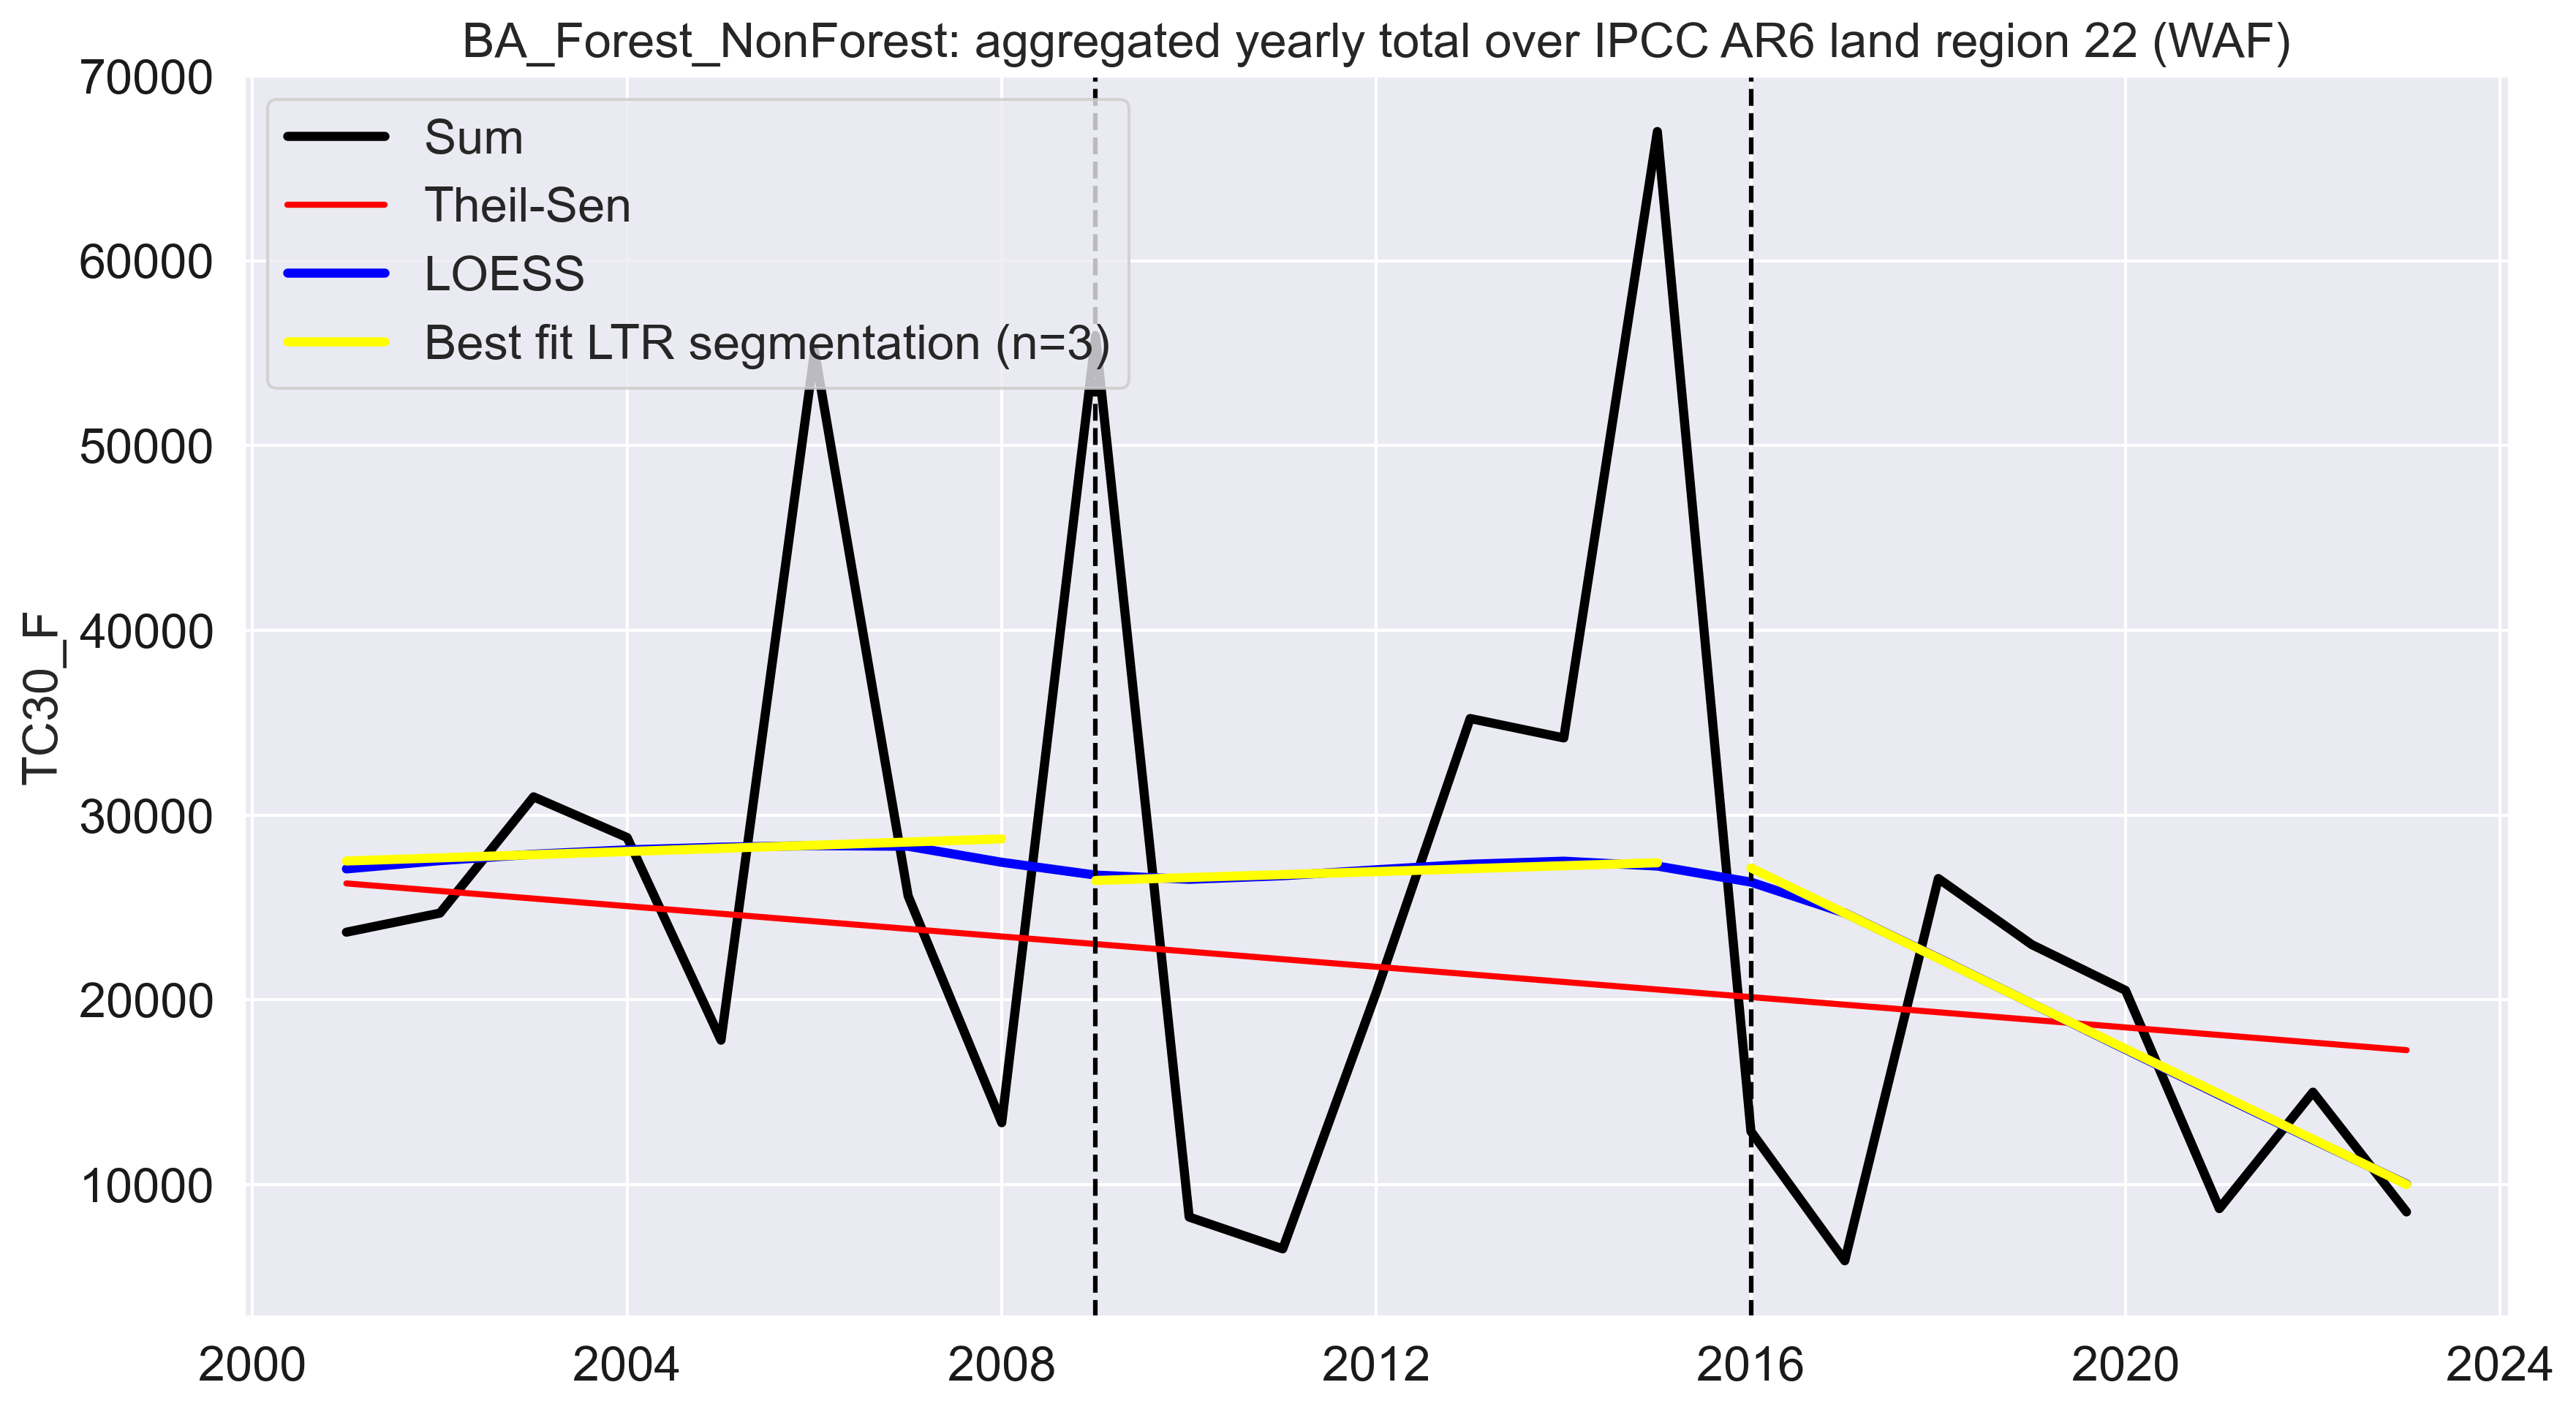 BA_Forest_NonForest: aggregated yearly total over IPCC AR6 land region 22 (WAF)
70000
60000
50000
40000
30000
20000
10000
TC30_F
Sum
Theil-Sen
LOESS
Best fit LTR segmentation (n=3)
2000 2004 2008 2012 2016 2020 2024